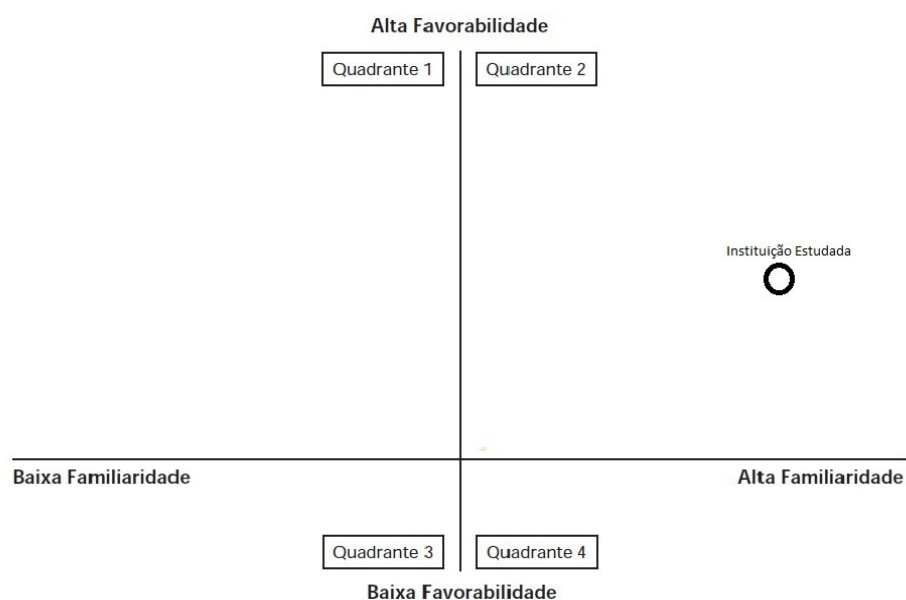 Alta Favorabilidade
Quadrante 1
Quadrante 2
Instituição Estudada
Baixa Familiaridade
Alta Familiaridade
Quadrante 3
Quadrante 4
Baixa Favorabilidade